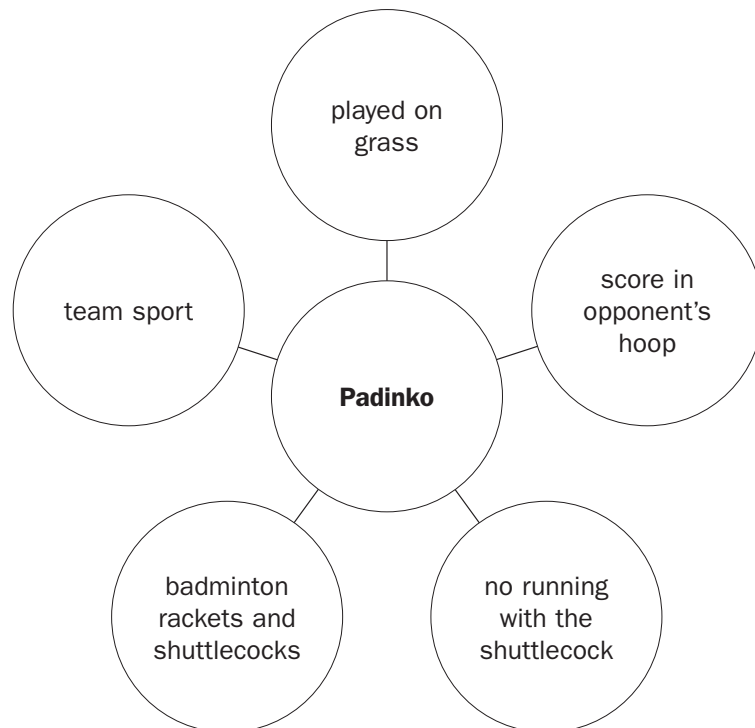 played on
grass
team sport
score in
opponent’s
hoop
Padinko
badminton
rackets and
shuttlecocks
no running
with the
shuttlecock